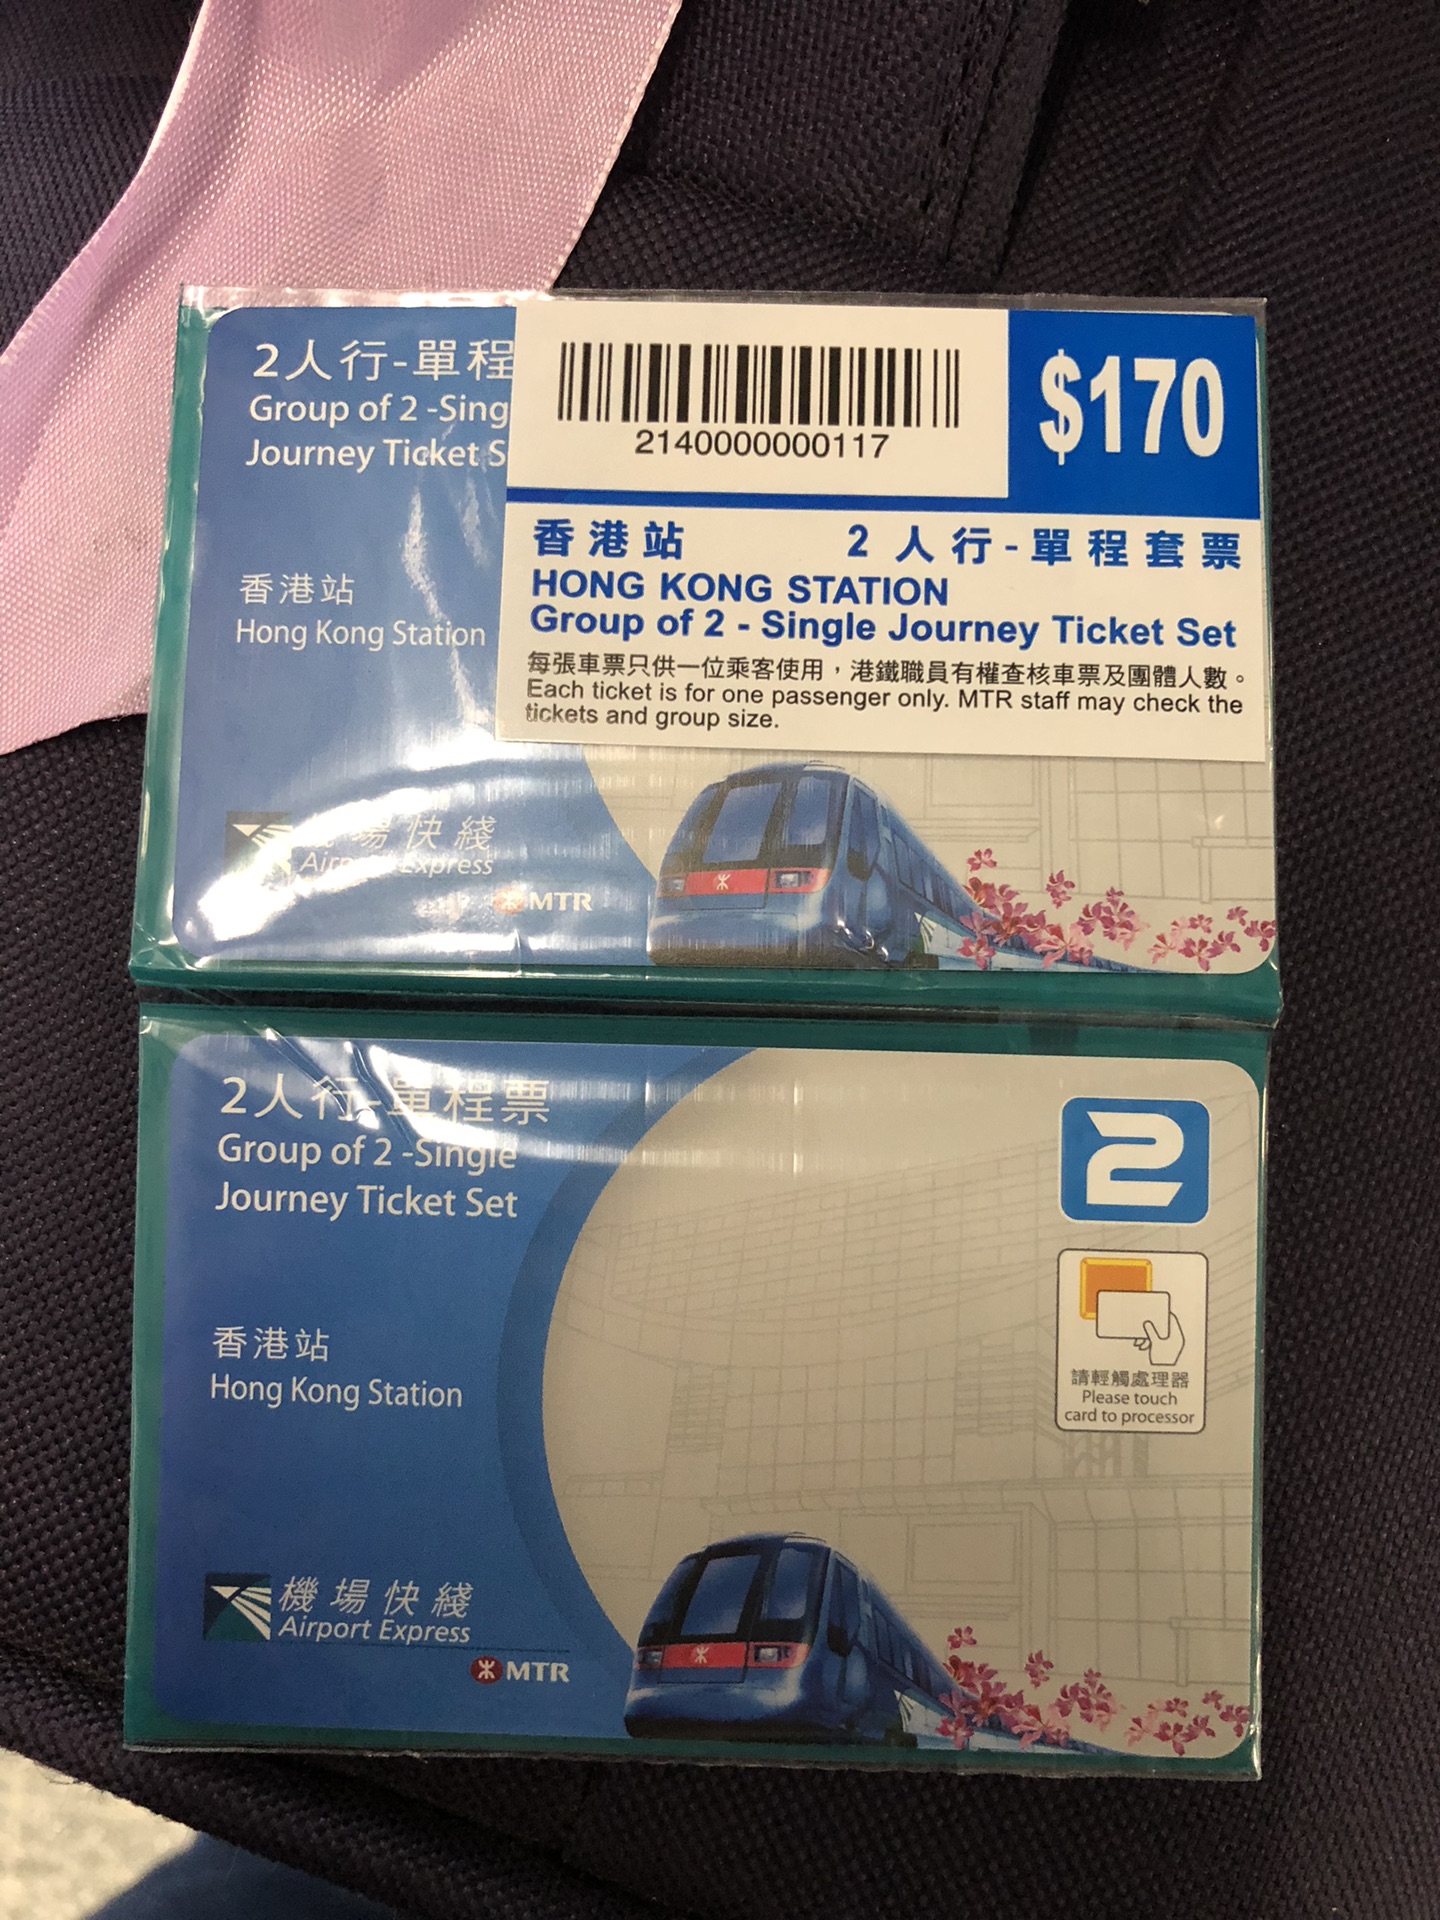 2人行-單程
Group of 2 -Sing
Journey Ticket S
2140000000117
$170
香港站 2人行-單程套票
HONG KONG STATION
Group of 2 - Single Journey Ticket Set
每張車票只供一位乘客使用，港鐵職員有權查核車票及團體人數。
Each ticket is for one passenger only. MTR staff may check the
tickets and group size.
香港站
Hong Kong Station
機場快綫
Airport Express
MTR
2人行-單程票
Group of 2 -Single
Journey Ticket Set
2
請輕觸處理器
Please touch
card to processor
香港站
Hong Kong Station
機場快綫
Airport Express
MTR